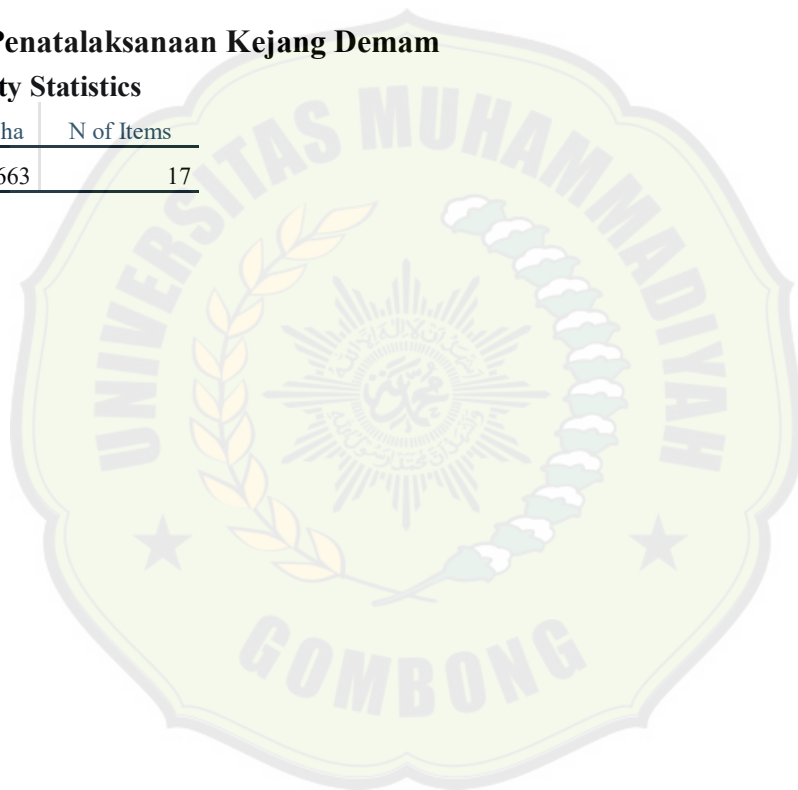 Penatalaksanaan Kejang Demam
ty Statistics
ha N of Items
663 17
UNIVERSITAS MUHAMMADIYAH
GOMBONG